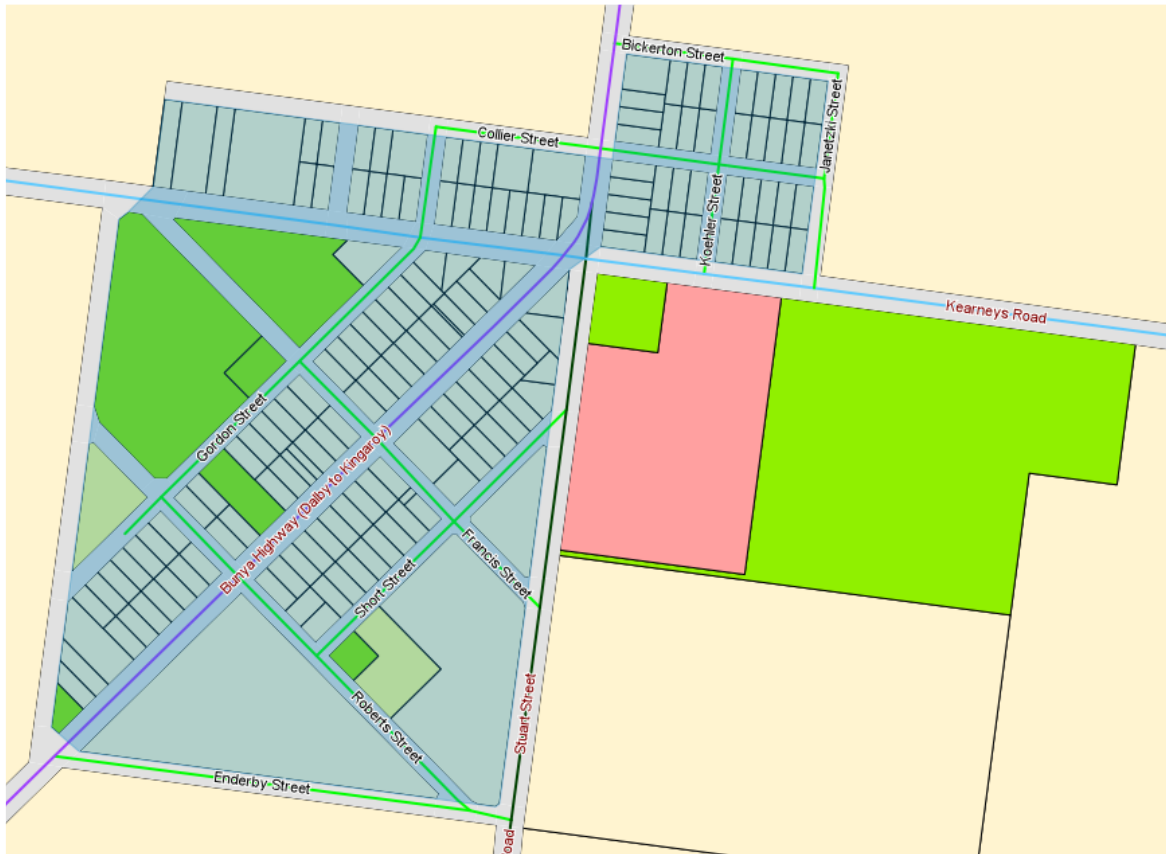 Bickerton Street
Collier Street
Janetzki Street
Koehler Street
Kearneys Road
Gordon Street
Bunya Highway (Dalby to Kingaroy)
Francis Street
Short Street
Roberts Street
Stuart Street
Enderby Street
oad